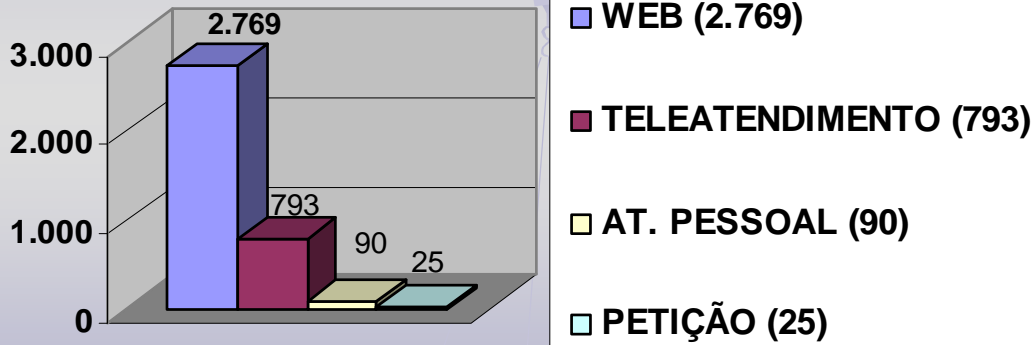 2.769
3.000
2.000
1.000
0
793
90
25
WEB (2.769)
TELEATENDIMENTO (793)
AT. PESSOAL (90)
PETIÇÃO (25)